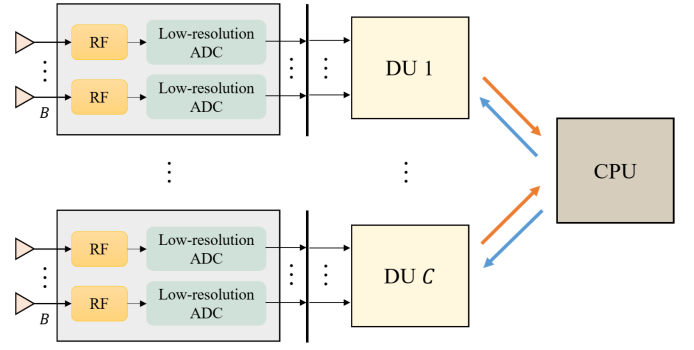 RF
Low-resolution
ADC
DU 1
RF
Low-resolution
ADC
B
CPU
RF
Low-resolution
ADC
DU C
RF
Low-resolution
ADC
B